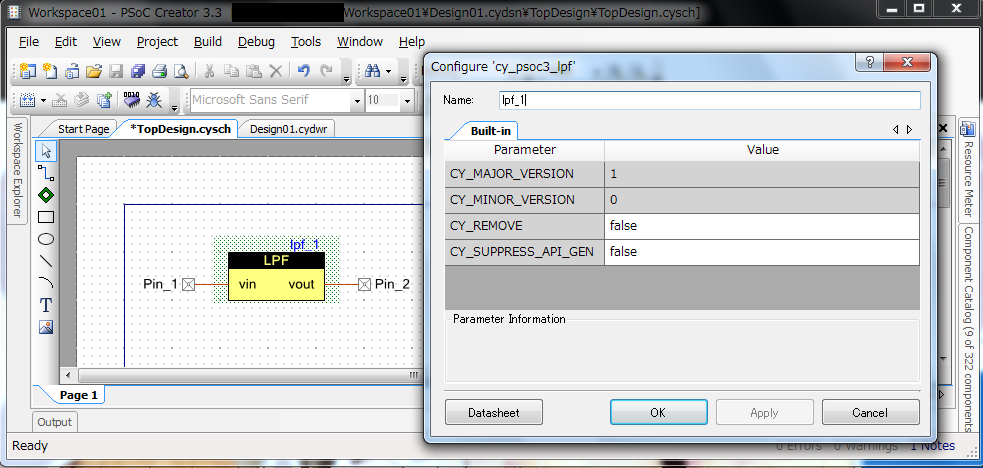 Workspace01 - PSoC Creator 3.3
Workspace01¥Design01.cydsn¥TopDesign¥TopDesign.cysch]
File Edit View Project Build Debug Tools Window Help
Microsoft Sans Serif 10
Start Page *TopDesign.cysch Design01.cydwr
Workspace Explorer
lpf_1
LPF
Pin_1 vin vout Pin_2
Page 1
Output
Ready
0 Errors 0 Warnings 1 Notes
Resource Meter
Component Catalog (9 of 322 components
Configure 'cy_psoc3_lpf'
Name: lpf_1
Built-in
Parameter Value
CY_MAJOR_VERSION 1
CY_MINOR_VERSION 0
CY_REMOVE false
CY_SUPPRESS_API_GEN false
Parameter Information
Datasheet OK Apply Cancel